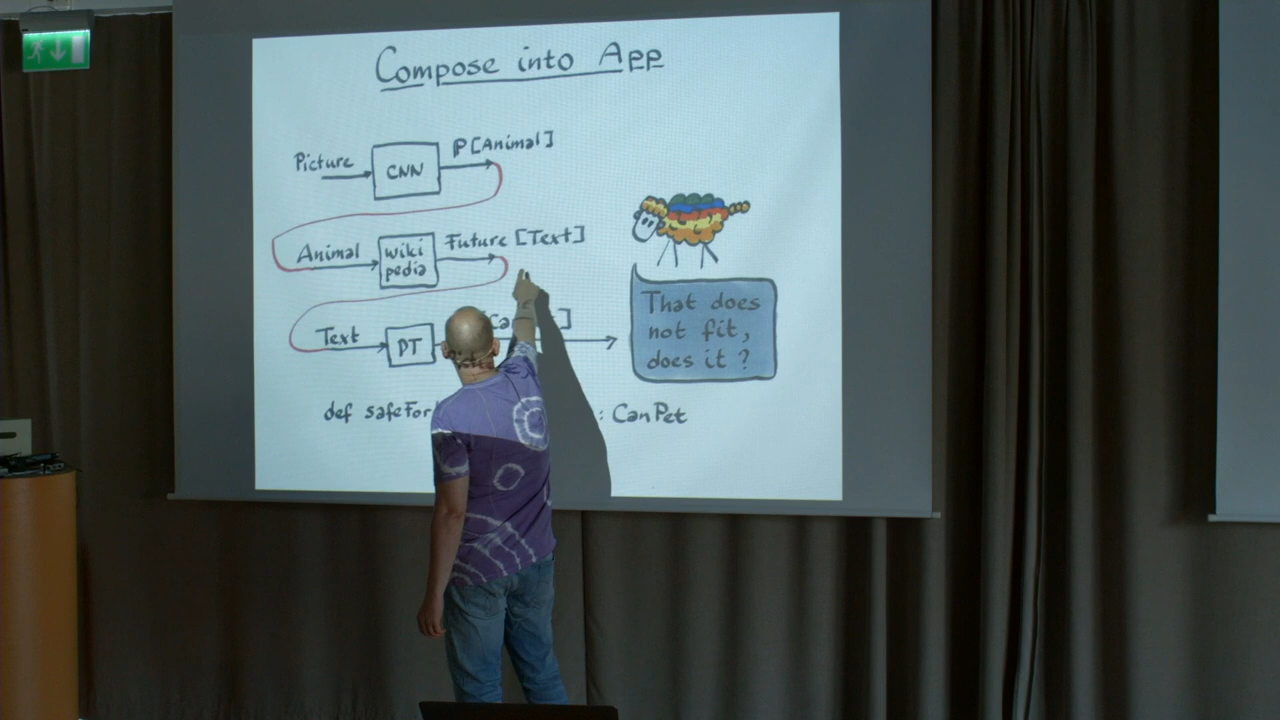 Compose into App
Picture CNN P[Animal]
Animal wiki pedia Future [Text]
Text PT
That does
not fit,
does it?
def safeFor : CanPet